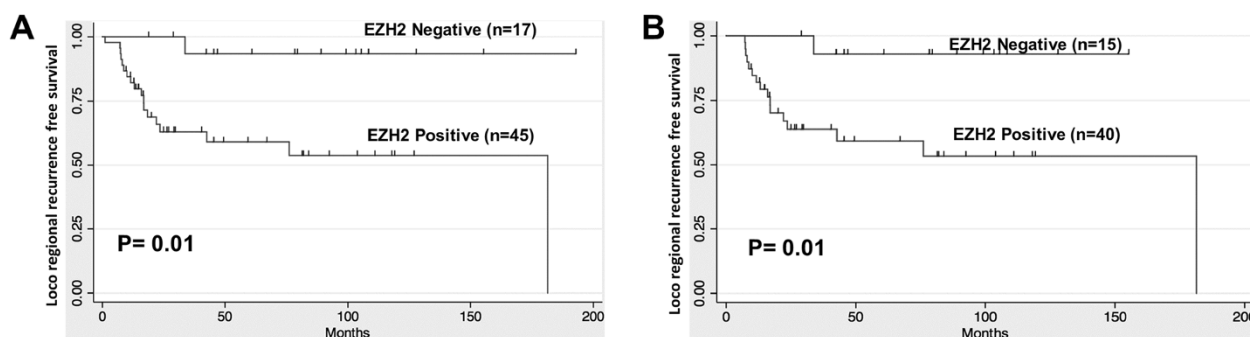 A
Loco regional recurrence free survival
1.00
0.75
0.50
0.25
0.00
EZH2 Negative (n=17)
EZH2 Positive (n=45)
P= 0.01
0
50
100
150
200
Months
B
Loco regional recurrence free survival
1.00
0.75
0.50
0.25
0.00
EZH2 Negative (n=15)
EZH2 Positive (n=40)
P= 0.01
0
50
100
150
200
Months